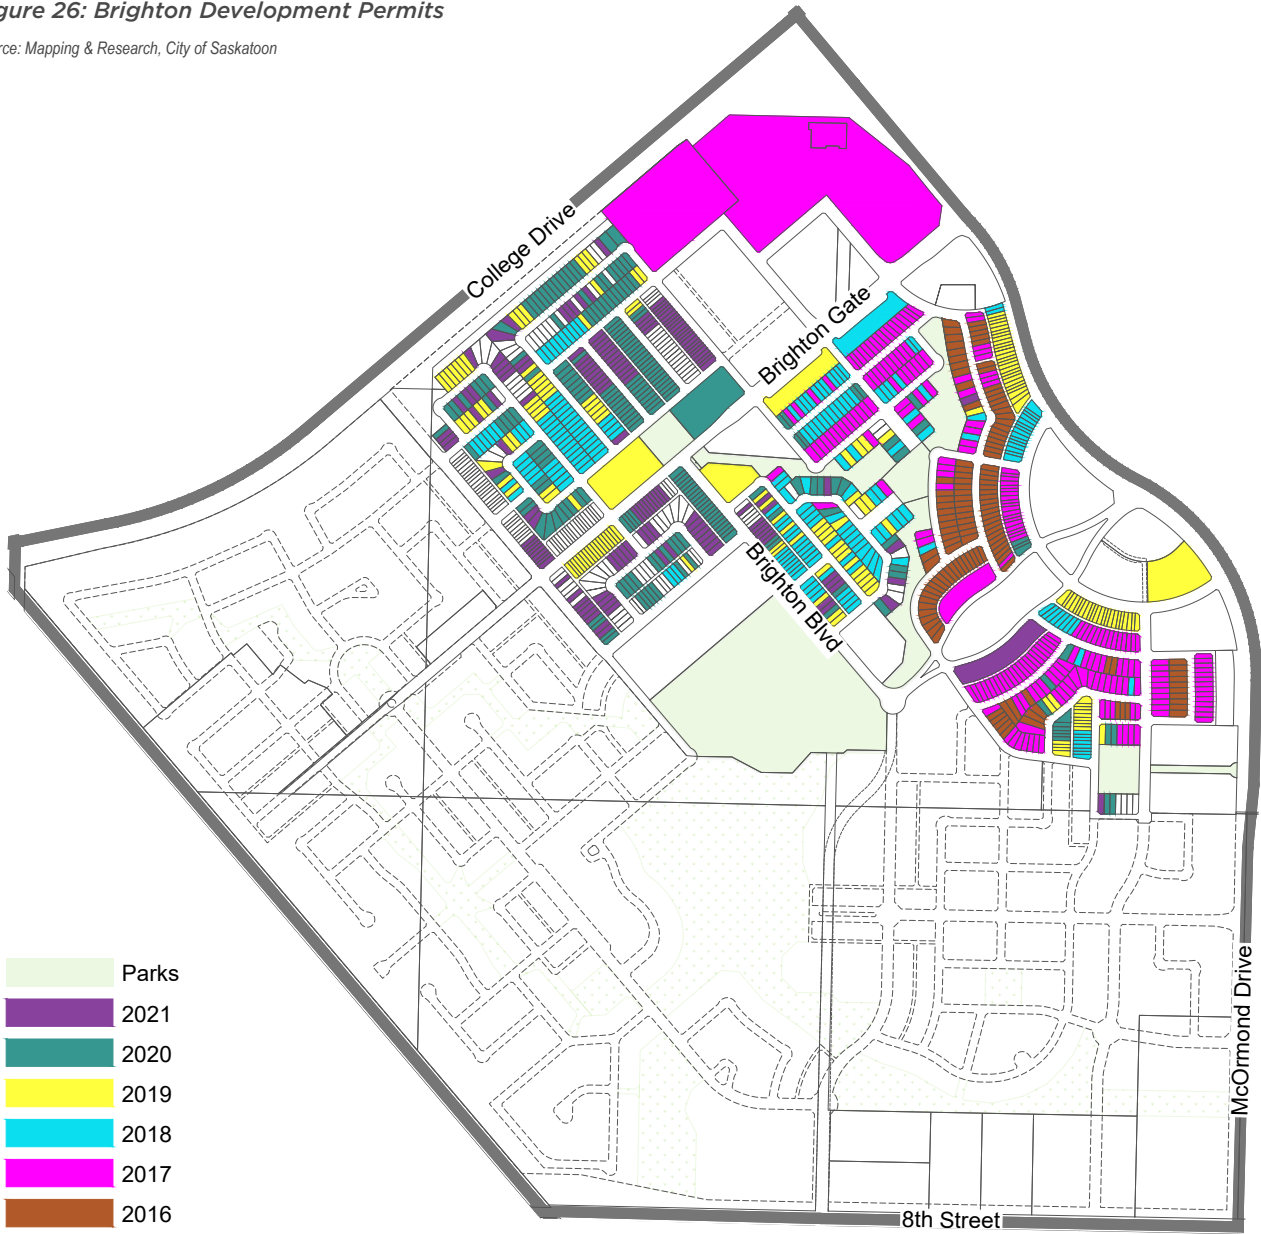 gure 26: Brighton Development Permits
rce: Mapping & Research, City of Saskatoon
College Drive
Brighton Gate
Brighton Blvd
McOrmond Drive
8th Street
Parks
2021
2020
2019
2018
2017
2016